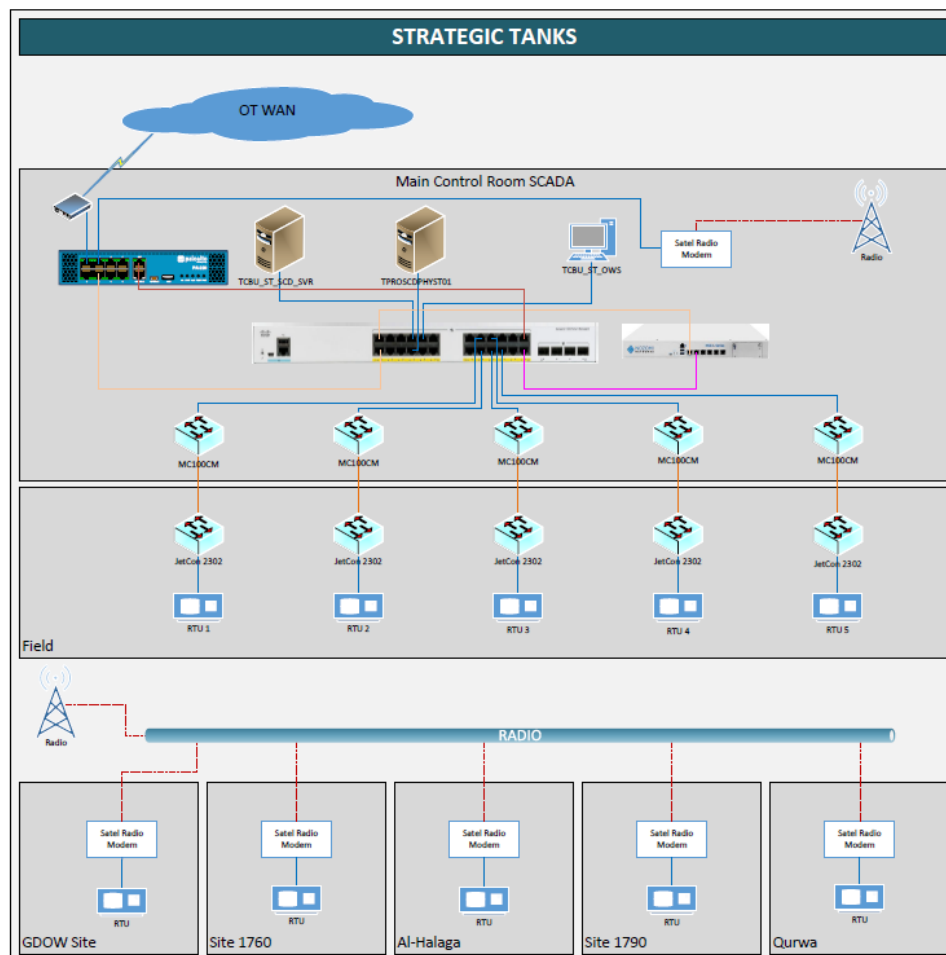 STRATEGIC TANKS
OT WAN
Main Control Room SCADA
paloalto
TCBU_ST_SCD_SVR
TPROSCDPHYST01
TCBU_ST_OWS
Satel Radio
Modem
Radio
NOZOMI
MC100CM
MC100CM
MC100CM
MC100CM
MC100CM
JetCon 2302
JetCon 2302
JetCon 2302
JetCon 2302
JetCon 2302
RTU 1
RTU 2
RTU 3
RTU 4
RTU 5
Field
Radio
RADIO
Satel Radio
Modem
RTU
GDOW Site
Satel Radio
Modem
RTU
Site 1760
Satel Radio
Modem
RTU
Al-Halaga
Satel Radio
Modem
RTU
Site 1790
Satel Radio
Modem
RTU
Qurwa